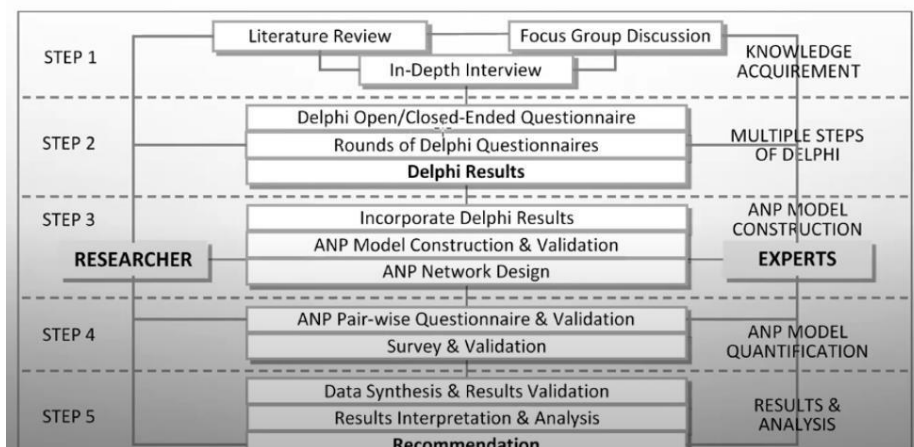 Literature Review
Focus Group Discussion
STEP 1
In-Depth Interview
KNOWLEDGE
ACQUIREMENT
Delphi Open/Closed-Ended Questionnaire
STEP 2
Rounds of Delphi Questionnaires
MULTIPLE STEPS
OF DELPHI
Delphi Results
STEP 3
Incorporate Delphi Results
ANP MODEL
CONSTRUCTION
RESEARCHER
ANP Model Construction & Validation
EXPERTS
ANP Network Design
STEP 4
ANP Pair-wise Questionnaire & Validation
Survey & Validation
ANP MODEL
QUANTIFICATION
Data Synthesis & Results Validation
STEP 5
Results Interpretation & Analysis
RESULTS &
ANALYSIS
Recommendation